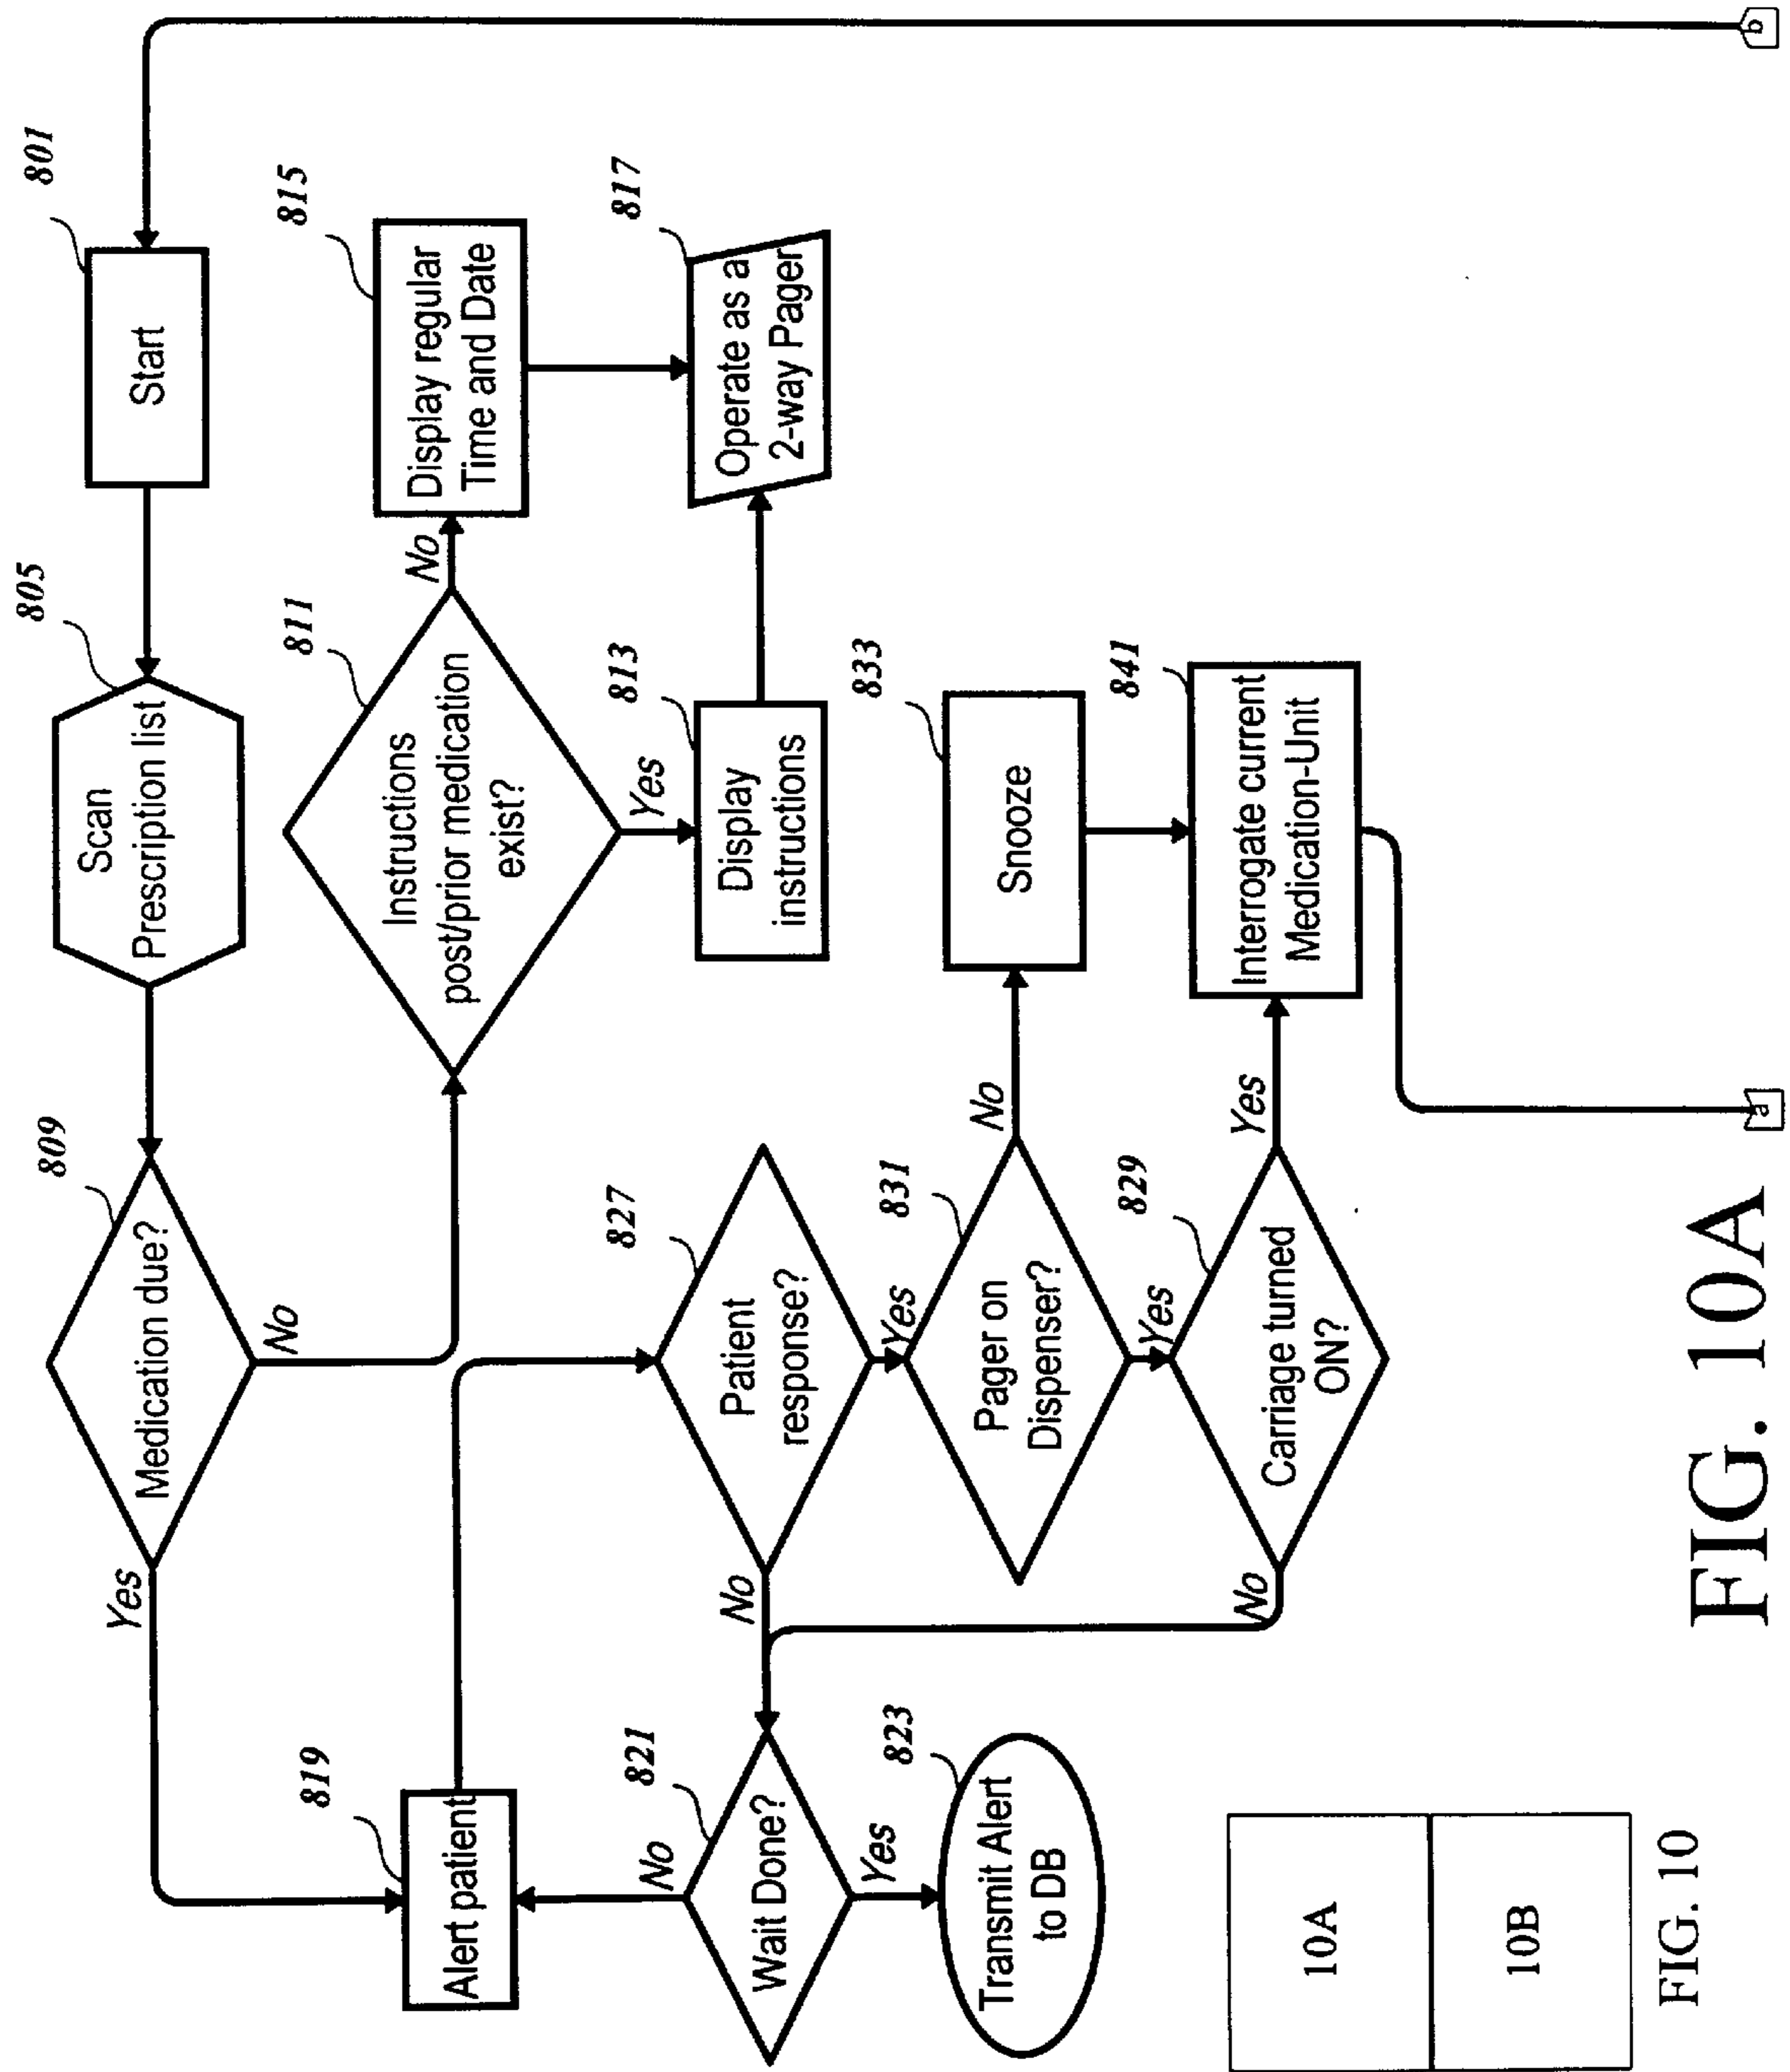 801
Start
805
Scan
Prescription list
809
Medication due?
Yes
No
811
Instructions
post/prior medication
exist?
No
Yes
815
Display regular
Time and Date
813
Display
instructions
817
Operate as a
2-way Pager
819
Alert patient
827
Patient
response?
No
Yes
821
Wait Done?
No
Yes
823
Transmit Alert
to DB
831
Pager on
Dispenser?
No
Yes
833
Snooze
829
Carriage turned
ON?
No
Yes
841
Interrogate current
Medication-Unit
a
b
10A
10B
FIG. 10
FIG. 10A